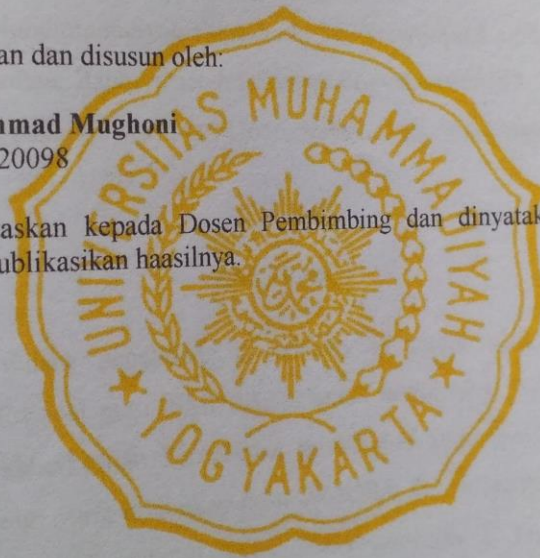 an dan disusun oleh:
mad Mughoni
20098
askan kepada Dosen Pembimbing dan dinyatak
ublikasikan haasilnya.
UNIVERSITAS MUHAMMADIYAH
YOGYAKARTA